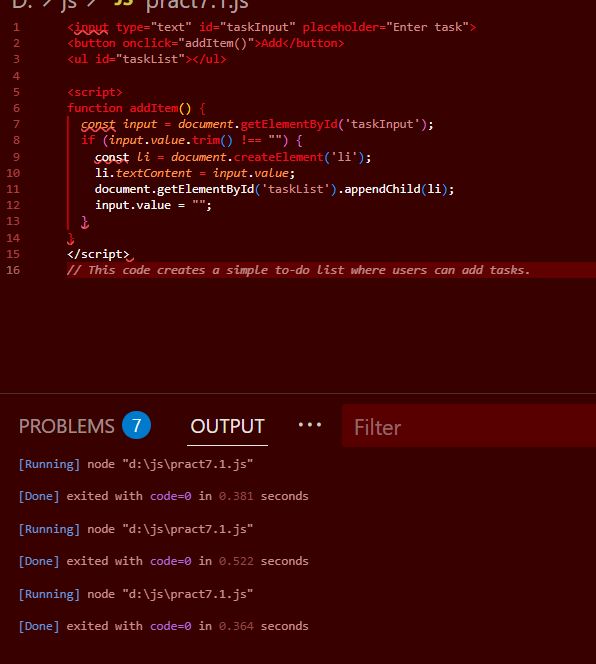 D: > js > JS pract7.1.js
1 <input type="text" id="taskInput" placeholder="Enter task">
2 <button onclick="addItem()">Add</button>
3 <ul id="taskList"></ul>
4
5 <script>
6 function addItem() {
7 const input = document.getElementById('taskInput');
8 if (input.value.trim() !== "") {
9 const li = document.createElement('li');
10 li.textContent = input.value;
11 document.getElementById('taskList').appendChild(li);
12 input.value = "";
13 }
14 }
15 </script>
16 // This code creates a simple to-do list where users can add tasks.
PROBLEMS 7 OUTPUT ... Filter
[Running] node "d:\js\pract7.1.js"
[Done] exited with code=0 in 0.381 seconds
[Running] node "d:\js\pract7.1.js"
[Done] exited with code=0 in 0.522 seconds
[Running] node "d:\js\pract7.1.js"
[Done] exited with code=0 in 0.364 seconds